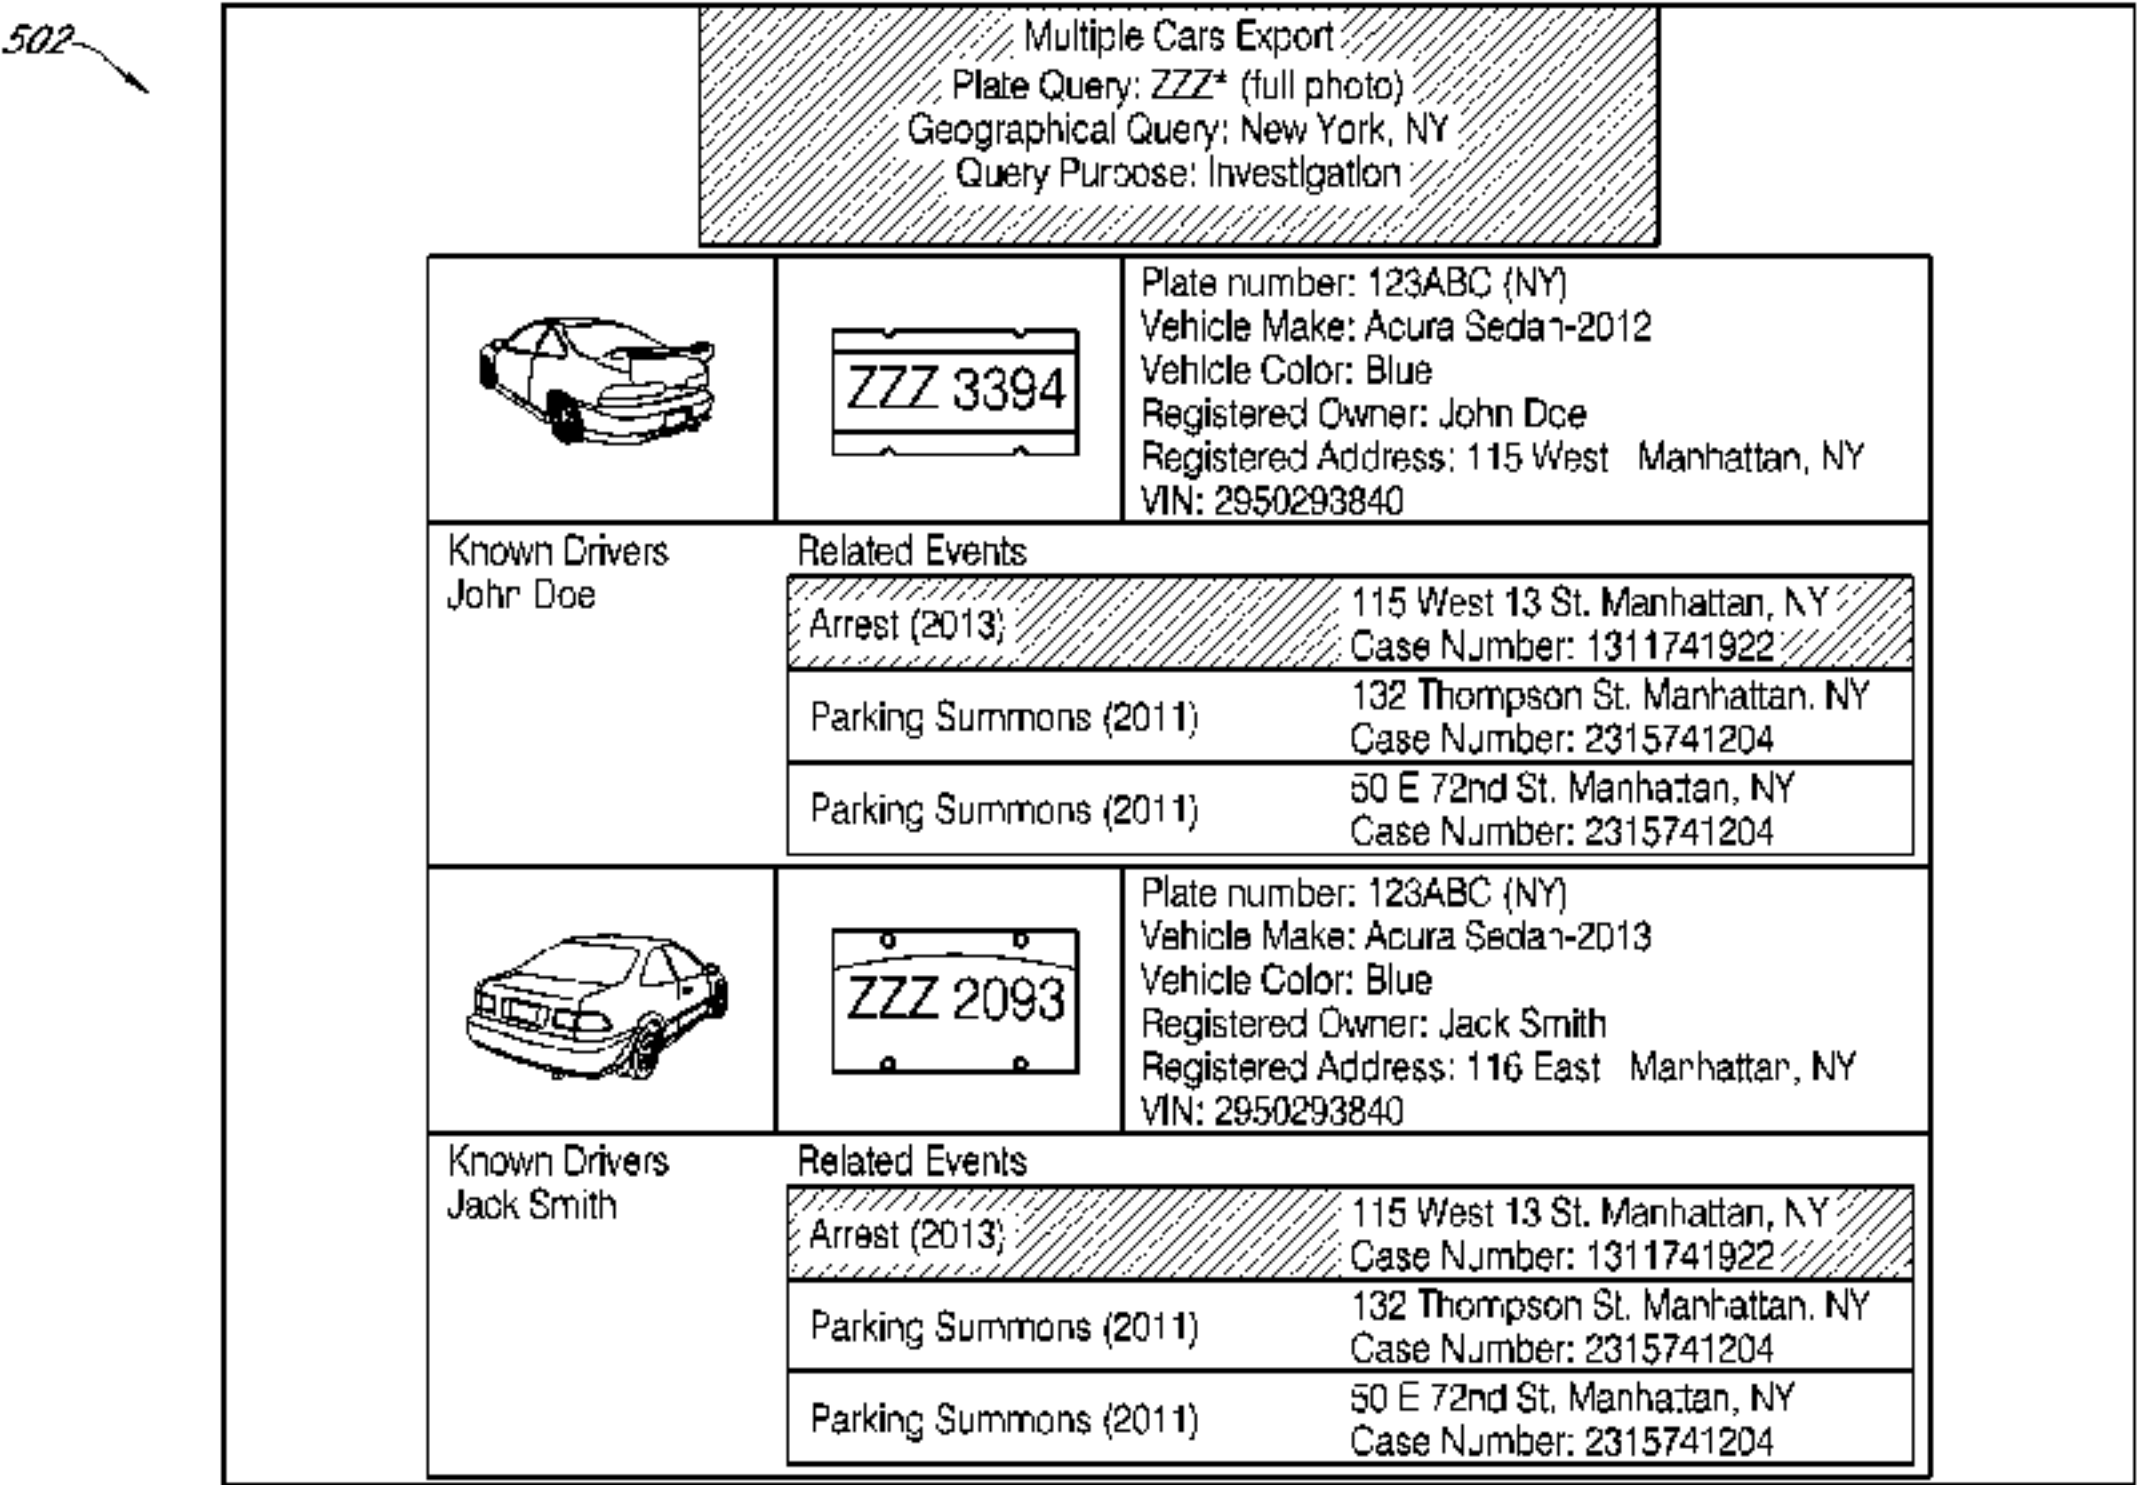 502
Multiple Cars Export
Plate Query: ZZZ* (full photo)
Geographical Query: New York, NY
Query Purpose: Investigation
ZZZ 3394
Plate number: 123ABC (NY)
Vehicle Make: Acura Sedan-2012
Vehicle Color: Blue
Registered Owner: John Doe
Registered Address: 115 West Manhattan, NY
VIN: 2950293840
Known Drivers
John Doe
Related Events
Arrest (2013)
115 West 13 St. Manhattan, NY
Case Number: 1311741922
Parking Summons (2011)
132 Thompson St. Manhattan. NY
Case Number: 2315741204
Parking Summons (2011)
50 E 72nd St. Manhattan, NY
Case Number: 2315741204
ZZZ 2093
Plate number: 123ABC (NY)
Vehicle Make: Acura Sedan-2013
Vehicle Color: Blue
Registered Owner: Jack Smith
Registered Address: 116 East Manhattan, NY
VIN: 2950293840
Known Drivers
Jack Smith
Related Events
Arrest (2013)
115 West 13 St. Manhattan, NY
Case Number: 1311741922
Parking Summons (2011)
132 Thompson St. Manhattan. NY
Case Number: 2315741204
Parking Summons (2011)
50 E 72nd St. Manhattan, NY
Case Number: 2315741204